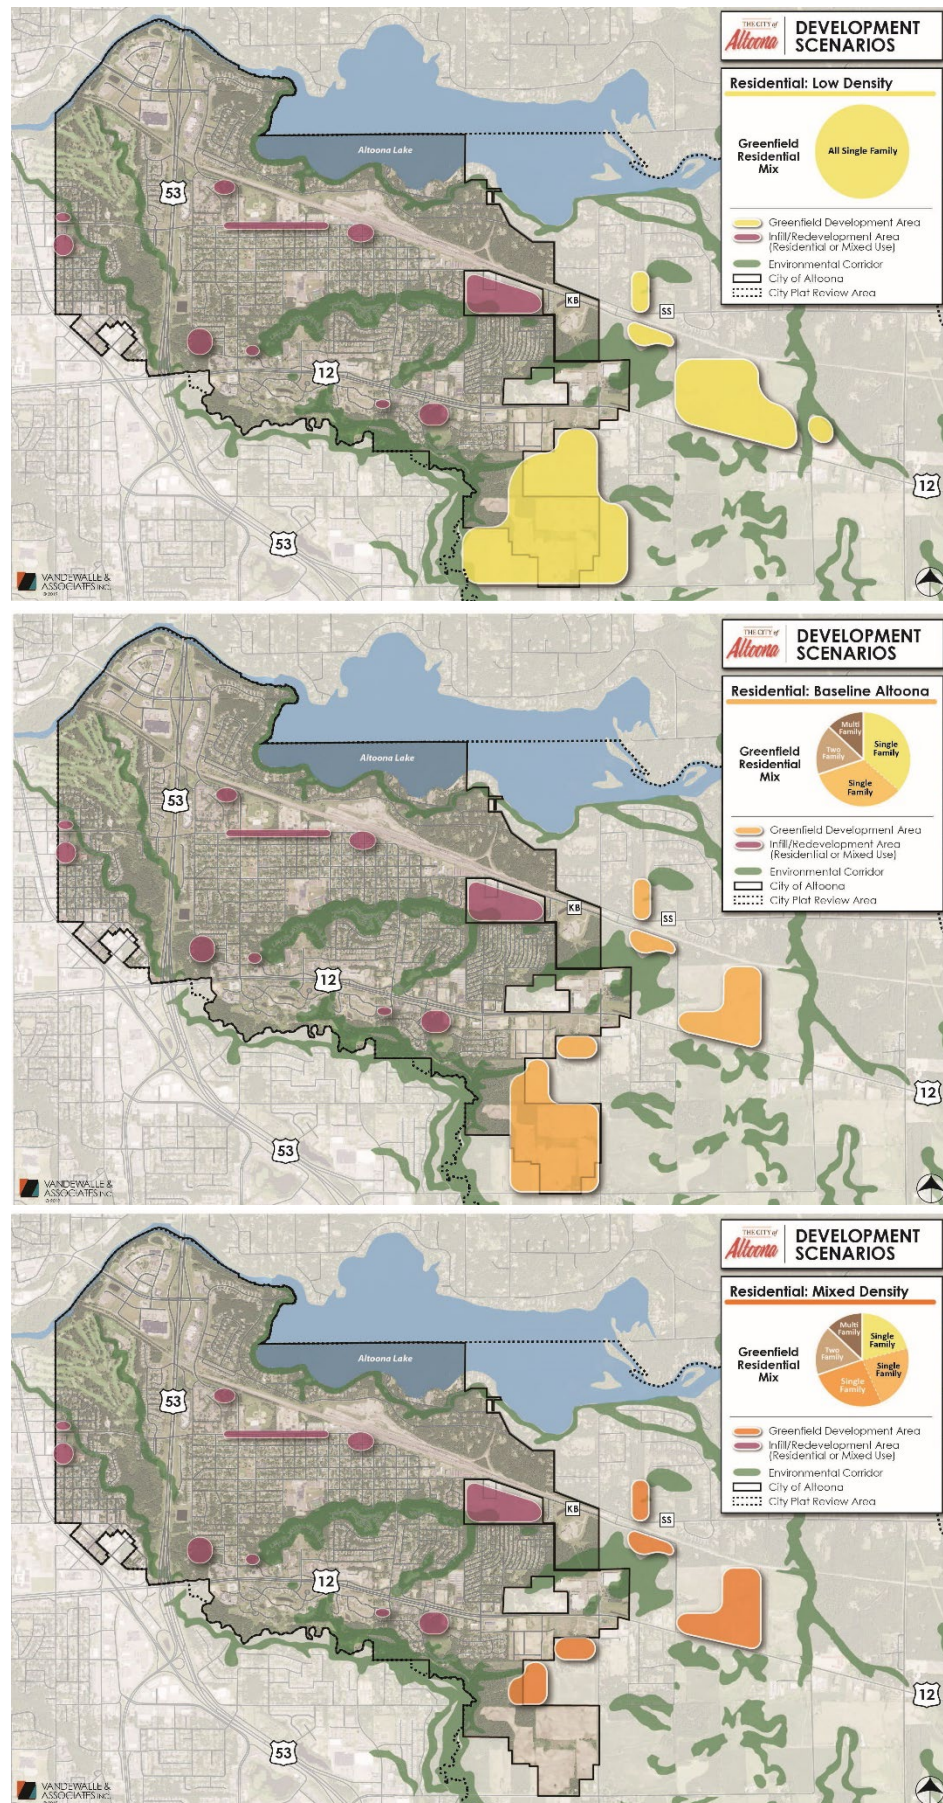 THE CITY of
Altoona
DEVELOPMENT
SCENARIOS
Residential: Low Density
Greenfield
Residential
Mix
All Single Family
Greenfield Development Area
Infill/Redevelopment Area
(Residential or Mixed Use)
Environmental Corridor
City of Altoona
City Plat Review Area
Altoona Lake
53
KB
SS
12
12
53
VANDEWALLE &
ASSOCIATES INC.
THE CITY of
Altoona
DEVELOPMENT
SCENARIOS
Residential: Baseline Altoona
Greenfield
Residential
Mix
Multi
Family
Two
Family
Single
Family
Single
Family
Greenfield Development Area
Infill/Redevelopment Area
(Residential or Mixed Use)
Environmental Corridor
City of Altoona
City Plat Review Area
Altoona Lake
53
KB
SS
12
12
53
VANDEWALLE &
ASSOCIATES INC.
THE CITY of
Altoona
DEVELOPMENT
SCENARIOS
Residential: Mixed Density
Greenfield
Residential
Mix
Multi
Family
Two
Family
Single
Family
Single
Family
Single
Family
Greenfield Development Area
Infill/Redevelopment Area
(Residential or Mixed Use)
Environmental Corridor
City of Altoona
City Plat Review Area
Altoona Lake
53
KB
SS
12
12
53
VANDEWALLE &
ASSOCIATES INC.